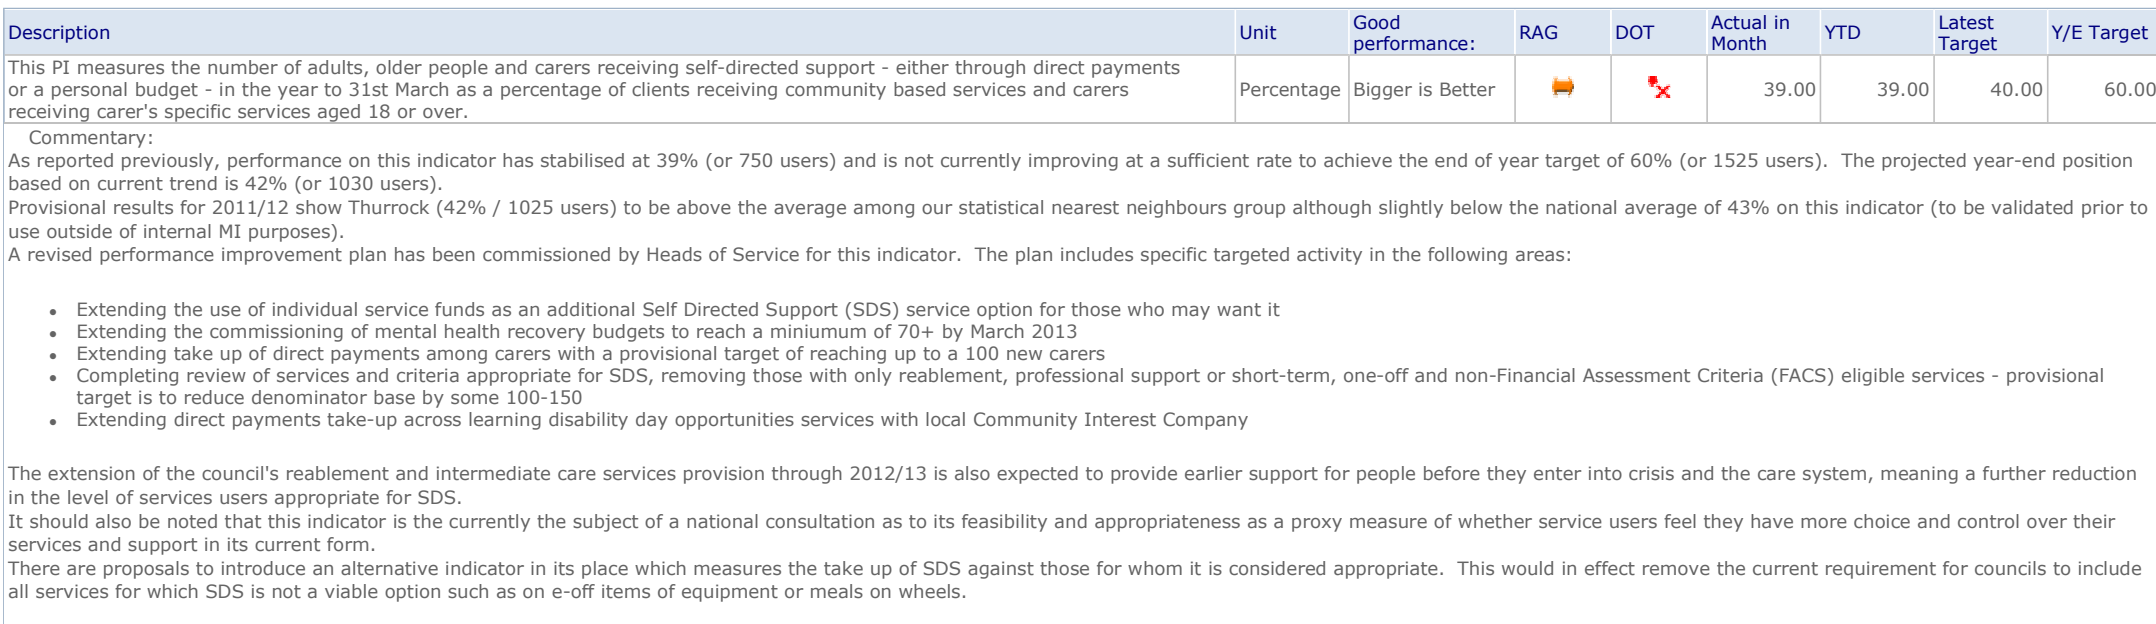 Description Unit Good performance: RAG DOT Actual in Month YTD Latest Target Y/E Target
This PI measures the number of adults, older people and carers receiving self-directed support - either through direct payments
or a personal budget - in the year to 31st March as a percentage of clients receiving community based services and carers
receiving carer's specific services aged 18 or over.
Percentage Bigger is Better 39.00 39.00 40.00 60.00
Commentary:
As reported previously, performance on this indicator has stabilised at 39% (or 750 users) and is not currently improving at a sufficient rate to achieve the end of year target of 60% (or 1525 users).  The projected year-end position
based on current trend is 42% (or 1030 users).
Provisional results for 2011/12 show Thurrock (42% / 1025 users) to be above the average among our statistical nearest neighbours group although slightly below the national average of 43% on this indicator (to be validated prior to
use outside of internal MI purposes).
A revised performance improvement plan has been commissioned by Heads of Service for this indicator.  The plan includes specific targeted activity in the following areas:
• Extending the use of individual service funds as an additional Self Directed Support (SDS) service option for those who may want it
• Extending the commissioning of mental health recovery budgets to reach a miniumum of 70+ by March 2013
• Extending take up of direct payments among carers with a provisional target of reaching up to a 100 new carers
• Completing review of services and criteria appropriate for SDS, removing those with only reablement, professional support or short-term, one-off and non-Financial Assessment Criteria (FACS) eligible services - provisional
target is to reduce denominator base by some 100-150
• Extending direct payments take-up across learning disability day opportunities services with local Community Interest Company
The extension of the council's reablement and intermediate care services provision through 2012/13 is also expected to provide earlier support for people before they enter into crisis and the care system, meaning a further reduction
in the level of services users appropriate for SDS.
It should also be noted that this indicator is the currently the subject of a national consultation as to its feasibility and appropriateness as a proxy measure of whether service users feel they have more choice and control over their
services and support in its current form.
There are proposals to introduce an alternative indicator in its place which measures the take up of SDS against those for whom it is considered appropriate.  This would in effect remove the current requirement for councils to include
all services for which SDS is not a viable option such as on e-off items of equipment or meals on wheels.